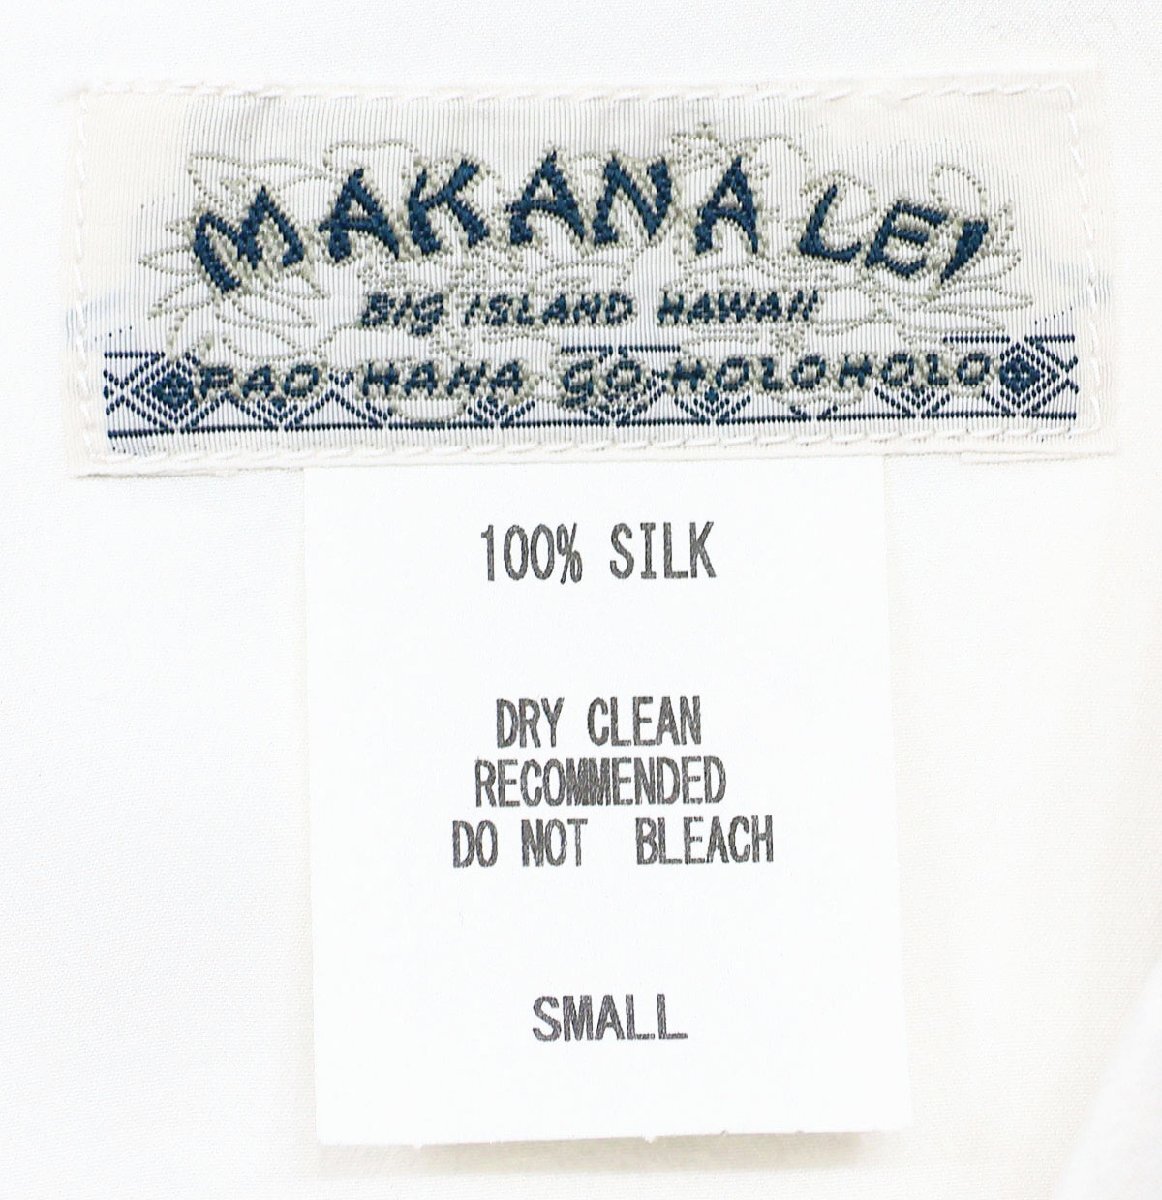 MAKANA LEI
BIG ISLAND HAWAII
PAO HANA GO HOLOHOLO
100% SILK
DRY CLEAN
RECOMMENDED
DO NOT BLEACH
SMALL